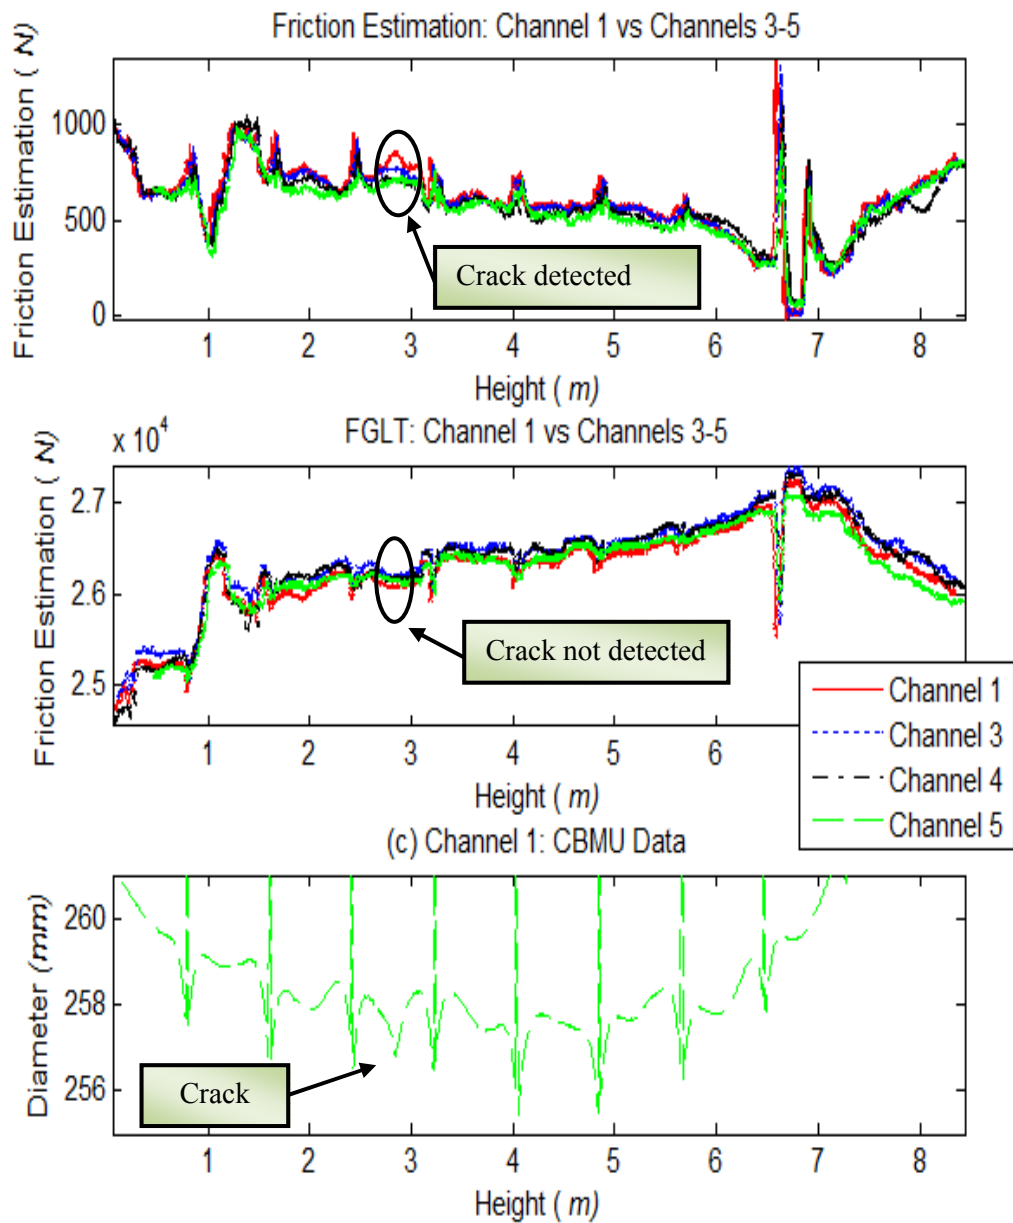 Friction Estimation: Channel 1 vs Channels 3-5
Friction Estimation ( N)
1000
500
0
Crack detected
1 2 3 4 5 6 7 8
Height ( m)
x 10^4
FGLT: Channel 1 vs Channels 3-5
Friction Estimation ( N)
2.7
2.6
2.5
Crack not detected
1 2 3 4 5 6
Height ( m)
Channel 1
Channel 3
Channel 4
Channel 5
(c) Channel 1: CBMU Data
Diameter (mm)
260
258
256
Crack
1 2 3 4 5 6 7 8
Height ( m)